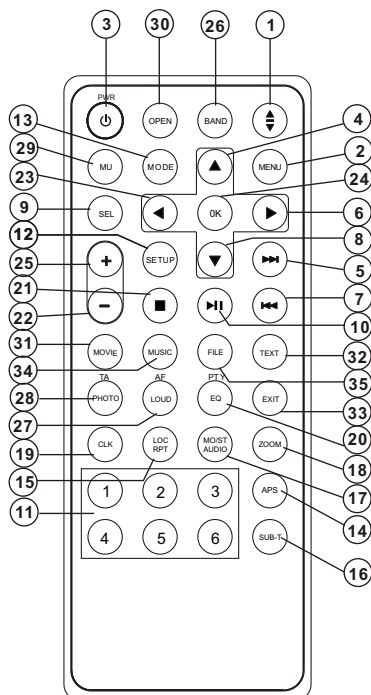 3 30 26 1
PWR
OPEN BAND
4
13
MU MODE MENU
2
29
24
23
9
SEL OK
6
12
8
SETUP
25
+
5
21
7
22
−
10
31
MOVIE MUSIC FILE TEXT
32
34
35
TA AF PTY
28
PHOTO LOUD EQ EXIT
33
27
20
19
CLK LOC RPT MO/ST AUDIO ZOOM
18
15
17
11
1 2 3 APS
14
4 5 6 SUB-T
16